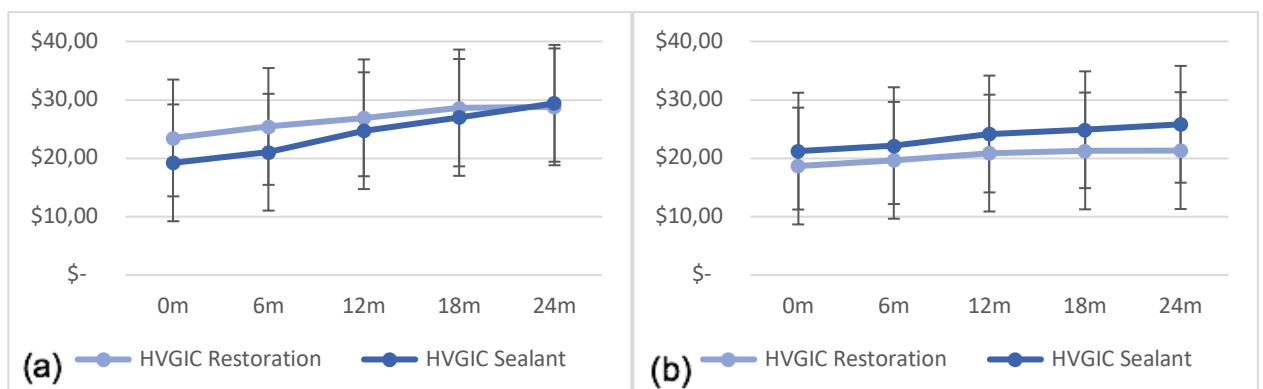 $40,00
$30,00
$20,00
$10,00
$-
0m 6m 12m 18m 24m
(a) HVGIC Restoration HVGIC Sealant
$40,00
$30,00
$20,00
$10,00
$-
0m 6m 12m 18m 24m
(b) HVGIC Restoration HVGIC Sealant